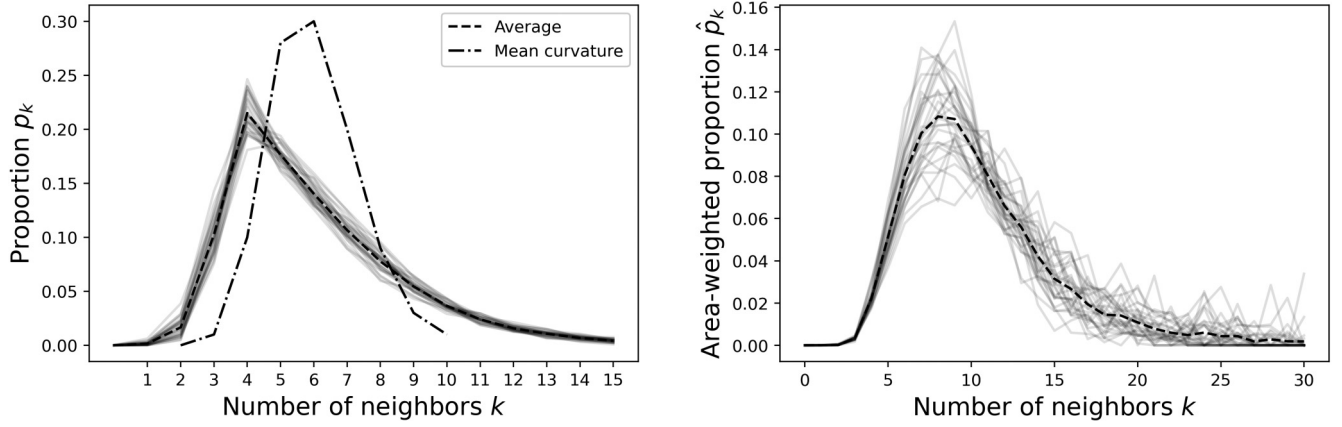 0.30
0.25
0.20
0.15
0.10
0.05
0.00
Proportion pₖ
Average
Mean curvature
1 2 3 4 5 6 7 8 9 10 11 12 13 14 15
Number of neighbors k
0.16
0.14
0.12
0.10
0.08
0.06
0.04
0.02
0.00
Area-weighted proportion p̂ₖ
0 5 10 15 20 25 30
Number of neighbors k